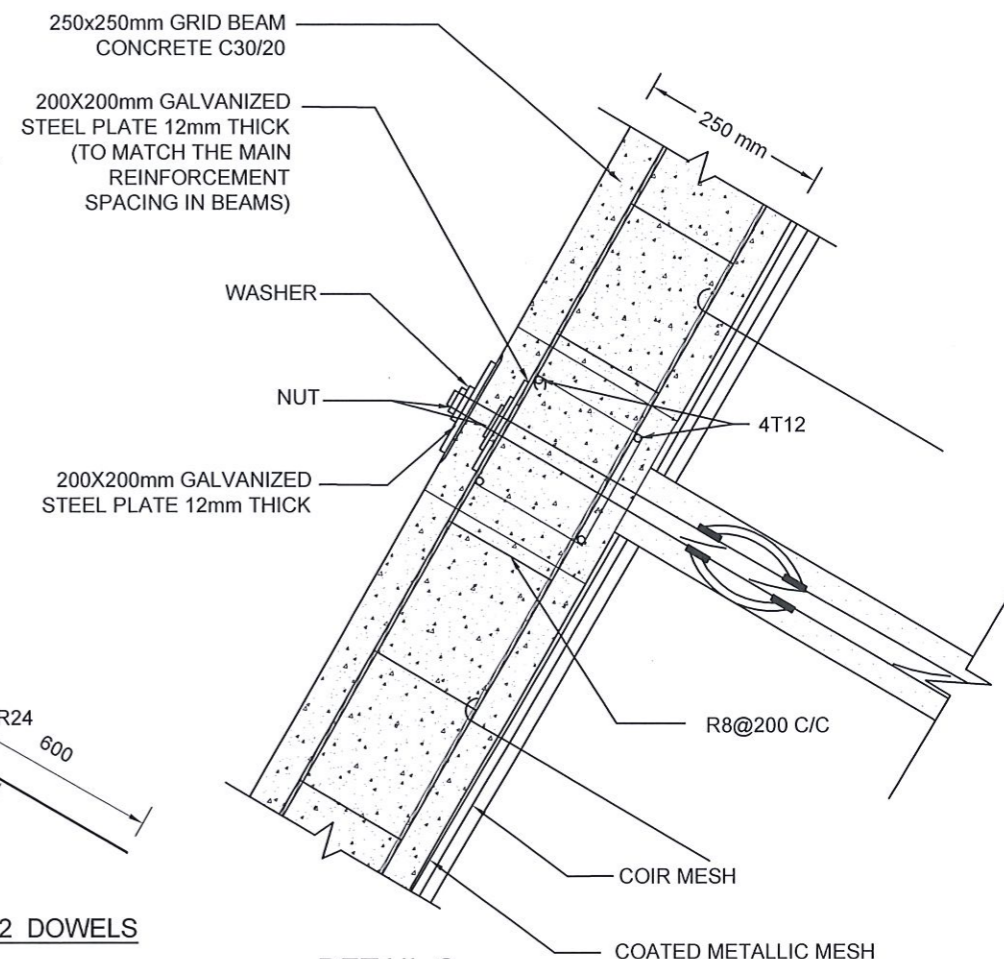 250x250mm GRID BEAM
CONCRETE C30/20
200X200mm GALVANIZED
STEEL PLATE 12mm THICK
(TO MATCH THE MAIN
REINFORCEMENT
SPACING IN BEAMS)
250 mm
WASHER
NUT
4T12
200X200mm GALVANIZED
STEEL PLATE 12mm THICK
R24
600
R8@200 C/C
COIR MESH
2 DOWELS
COATED METALLIC MESH